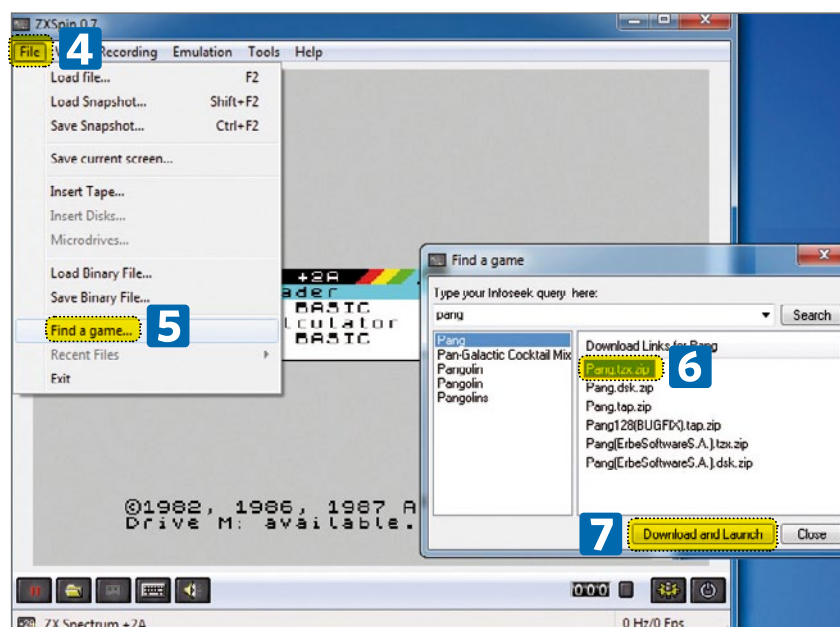 ZXSpin 0.7
File 4 Recording Emulation Tools Help
Load file... F2
Load Snapshot... Shift+F2
Save Snapshot... Ctrl+F2
Save current screen...
Insert Tape...
Insert Disks...
Microdrives...
Load Binary File...
Save Binary File...
Find a game... 5
Recent Files
Exit
+2A
ader
BASIC
lculator
BASIC
©1982, 1986, 1987 A
Drive M: available.
Find a game
Type your Infoseek query here:
pang
Search
Pang
Pan-Galactic Cocktail Mix
Pangolin
Pangolin
Pangolins
Download Links for Pang
Pang.tzx.zip 6
Pang.dsk.zip
Pang.tap.zip
Pang128(BUGFIX).tap.zip
Pang(ErbeSoftwareS.A.).tzx.zip
Pang(ErbeSoftwareS.A.).dsk.zip
7 Download and Launch Close
000
ZX Spectrum +2A 0 Hz/0 Fps